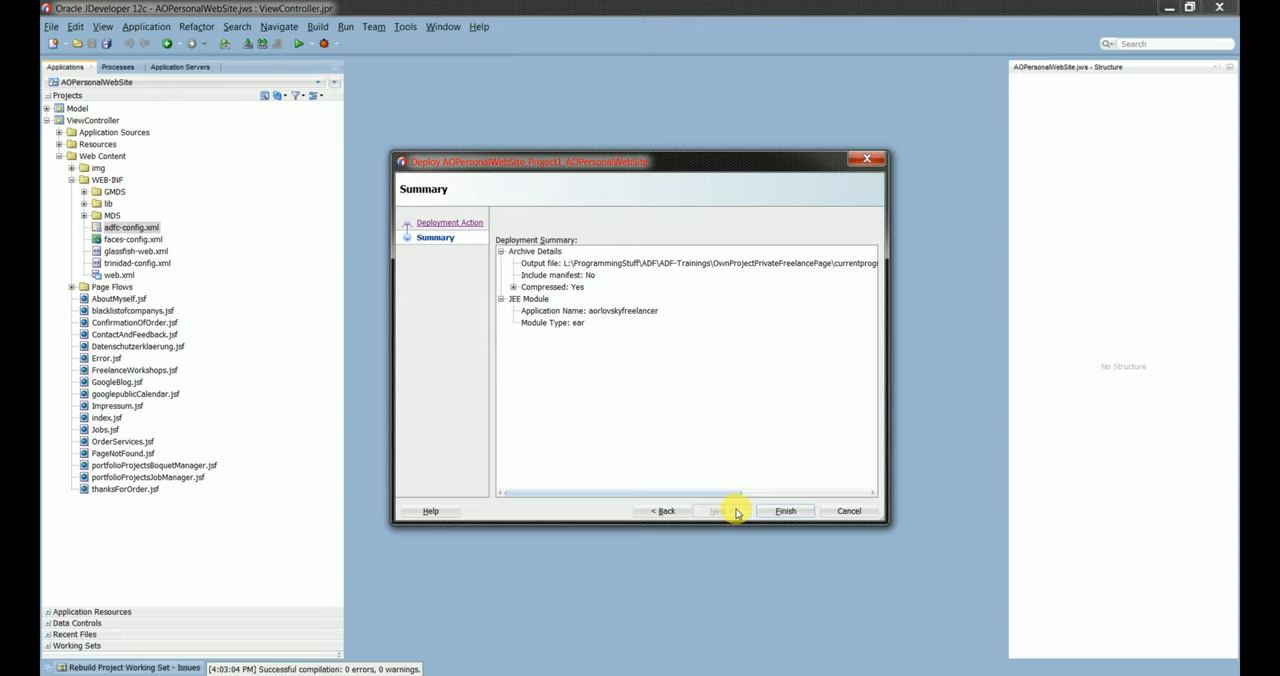 Oracle JDeveloper 12c - AOPersonalWebSite.jws : ViewController.jpr
File Edit View Application Refactor Search Navigate Build Run Team Tools Window Help
Search
Applications Processes Application Servers
AOPersonalWebSite.jws - Structure
AOPersonalWebSite
Projects
Model
ViewController
Application Sources
Resources
Web Content
img
WEB-INF
GMDS
lib
MDS
adfc-config.xml
faces-config.xml
glassfish-web.xml
trinidad-config.xml
web.xml
Page Flows
AboutMyself.jsf
blacklistofcompanys.jsf
ConfirmationOfOrder.jsf
ContactAndFeedback.jsf
Datenschutzerklaerung.jsf
Error.jsf
FreelanceWorkshops.jsf
GoogleBlog.jsf
googlepublicCalendar.jsf
Impressum.jsf
index.jsf
Jobs.jsf
OrderServices.jsf
PageNotFound.jsf
portfolioProjectsBoquetManager.jsf
portfolioProjectsJobManager.jsf
thanksForOrder.jsf
Application Resources
Data Controls
Recent Files
Working Sets
Rebuild Project Working Set - Issues
[4:03:04 PM] Successful compilation: 0 errors, 0 warnings.
Deploy AOPersonalWebSite_Project1_AOPersonalWebSite
Summary
Deployment Action
Summary
Deployment Summary:
Archive Details
Output file: L:\ProgrammingStuff\ADF\ADF-Trainings\OwnProjectPrivateFreelancePage\currentprog
Include manifest: No
Compressed: Yes
JEE Module
Application Name: aorlovskyfreelancer
Module Type: ear
Help < Back Finish Cancel
No Structure